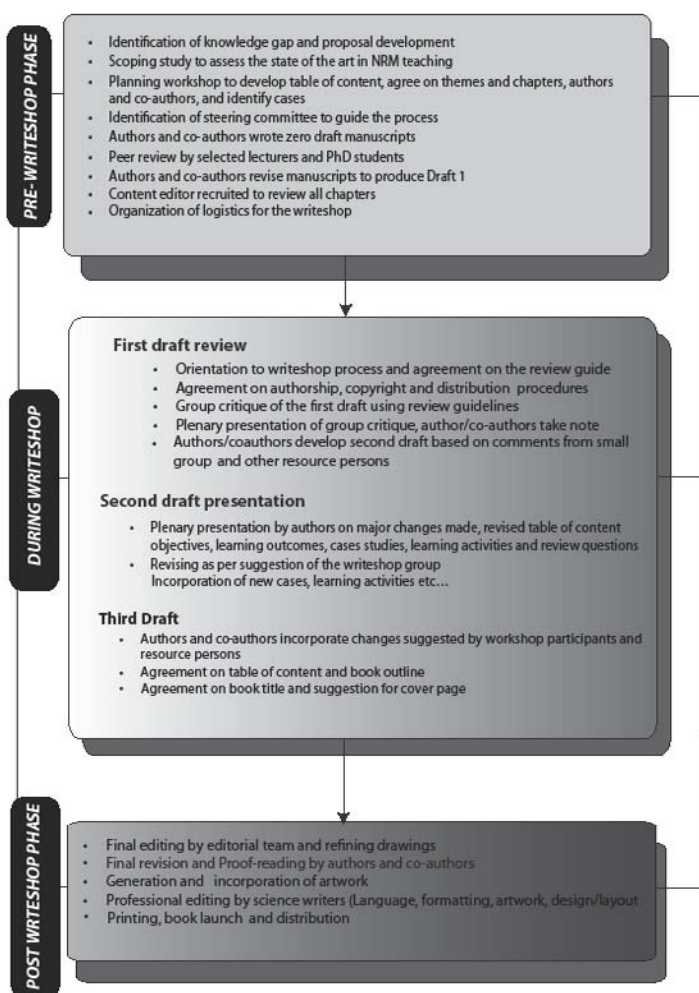 PRE- WRITESHOP PHASE
• Identification of knowledge gap and proposal development
• Scoping study to assess the state of the art in NRM teaching
• Planning workshop to develop table of content, agree on themes and chapters, authors
and co-authors, and identify cases
• Identification of steering committee to guide the process
• Authors and co-authors wrote zero draft manuscripts
• Peer review by selected lecturers and PhD students
• Authors and co-authors revise manuscripts to produce Draft 1
• Content editor recruited to review all chapters
• Organization of logistics for the writeshop
DURING WRITESHOP
First draft review
• Orientation to writeshop process and agreement on the review guide
• Agreement on authorship, copyright and distribution procedures
• Group critique of the first draft using review guidelines
• Plenary presentation of group critique, author/co-authors take note
• Authors/coauthors develop second draft based on comments from small
group and other resource persons
Second draft presentation
• Plenary presentation by authors on major changes made, revised table of content
objectives, learning outcomes, cases studies, learning activities and review questions
• Revising as per suggestion of the writeshop group
Incorporation of new cases, learning activities etc...
Third Draft
• Authors and co-authors incorporate changes suggested by workshop participants and
resource persons
• Agreement on table of content and book outline
• Agreement on book title and suggestion for cover page
POST WRTESHOP PHASE
• Final editing by editorial team and refining drawings
• Final revision and Proof-reading by authors and co-authors
• Generation and incorporation of artwork
• Professional editing by science writers (Language, formatting, artwork, design/layout
• Printing, book launch and distribution